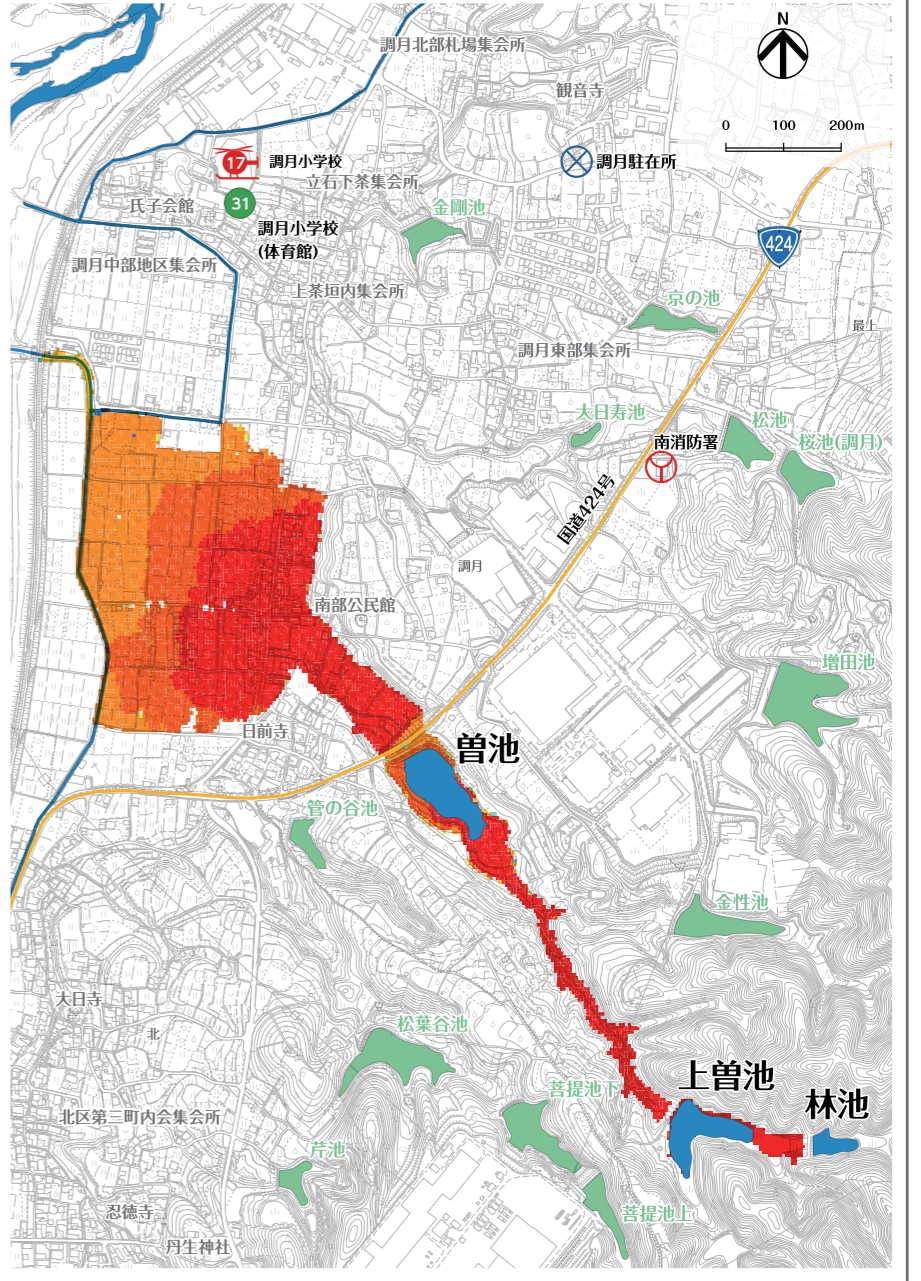 N
0 100 200m
調月北部札場集会所
観音寺
17
調月小学校
調月駐在所
立石下茶集会所
31
氏子会館
金剛池
調月小学校
(体育館)
424
調月中部地区集会所
上茶垣内集会所
京の池
最上
調月東部集会所
大日寿池
松池
南消防署
桜池(調月)
国道424号
調月
南部公民館
増田池
日前寺
曽池
管の谷池
金性池
大日寺
松葉谷池
北
上曽池
菩提池下
林池
北区第二町内会集会所
芹池
忍徳寺
菩提池上
丹生神社